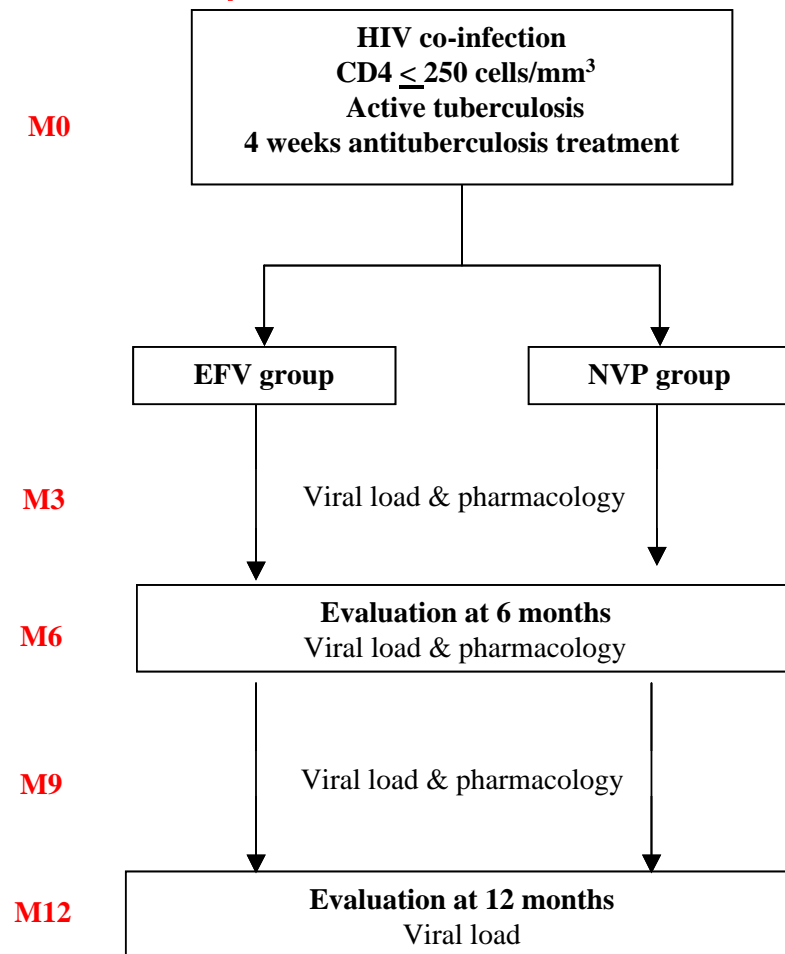 HIV co-infection
CD4 ≤ 250 cells/mm³
Active tuberculosis
M0
4 weeks antituberculosis treatment
EFV group
NVP group
M3
Viral load & pharmacology
Evaluation at 6 months
M6
Viral load & pharmacology
M9
Viral load & pharmacology
Evaluation at 12 months
M12
Viral load